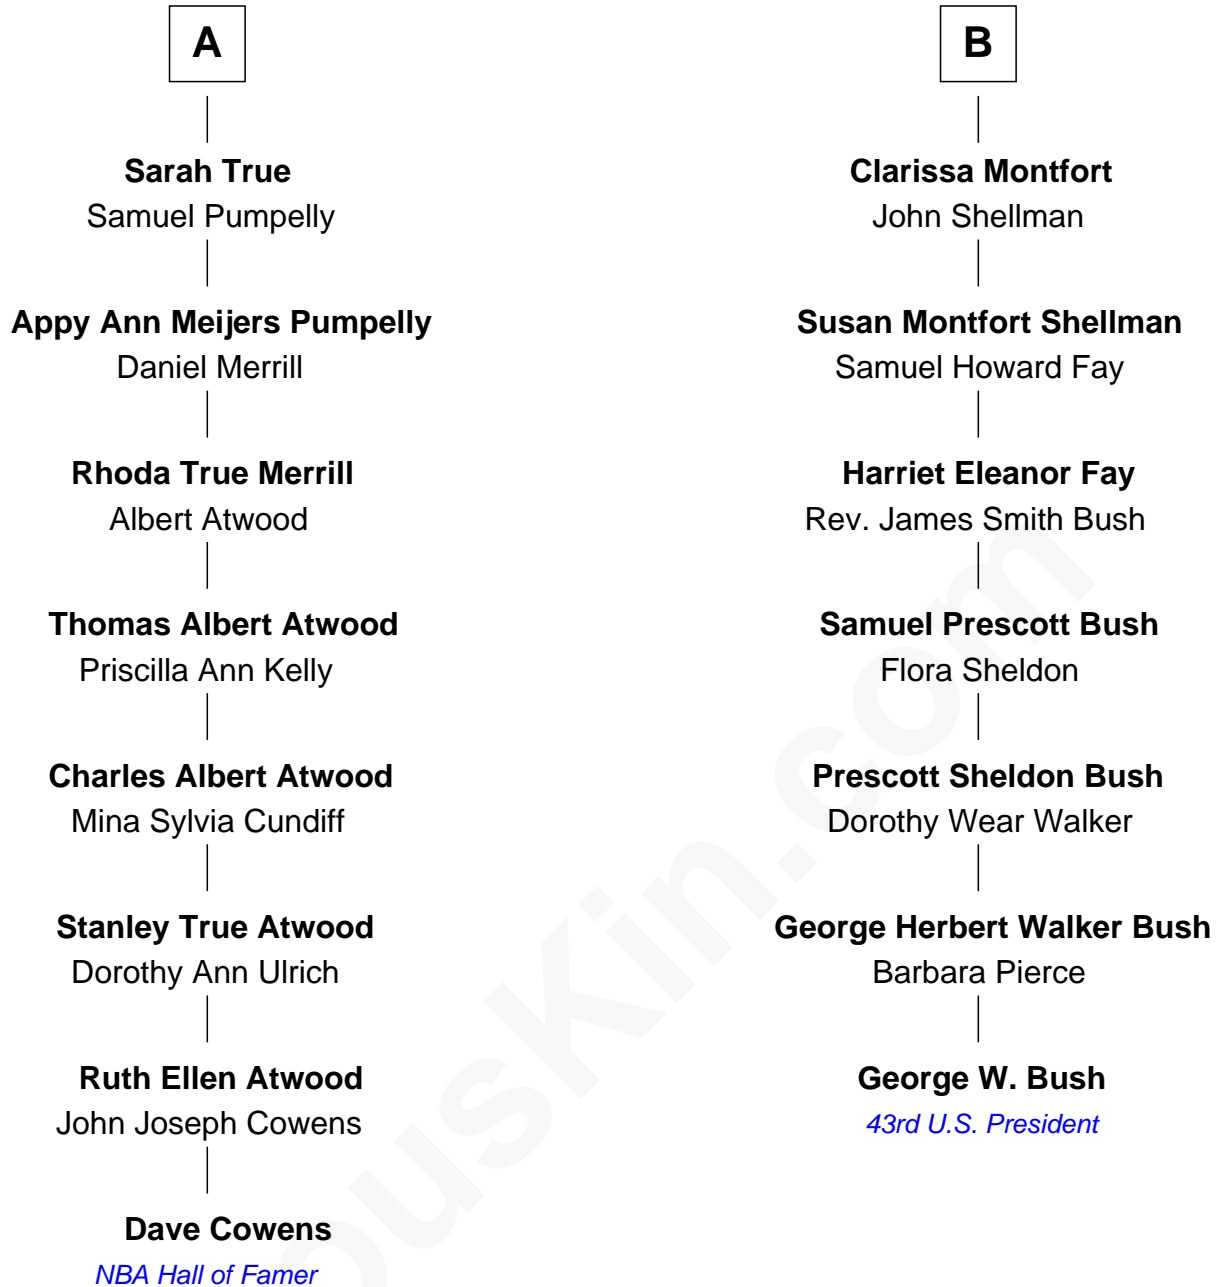 A
Sarah True
Samuel Pumpelly
Appy Ann Meijers Pumpelly
Daniel Merrill
Rhoda True Merrill
Albert Atwood
Thomas Albert Atwood
Priscilla Ann Kelly
Charles Albert Atwood
Mina Sylvia Cundiff
Stanley True Atwood
Dorothy Ann Ulrich
Ruth Ellen Atwood
John Joseph Cowens
Dave Cowens
NBA Hall of Famer
B
Clarissa Montfort
John Shellman
Susan Montfort Shellman
Samuel Howard Fay
Harriet Eleanor Fay
Rev. James Smith Bush
Samuel Prescott Bush
Flora Sheldon
Prescott Sheldon Bush
Dorothy Wear Walker
George Herbert Walker Bush
Barbara Pierce
George W. Bush
43rd U.S. President
ousKin.com